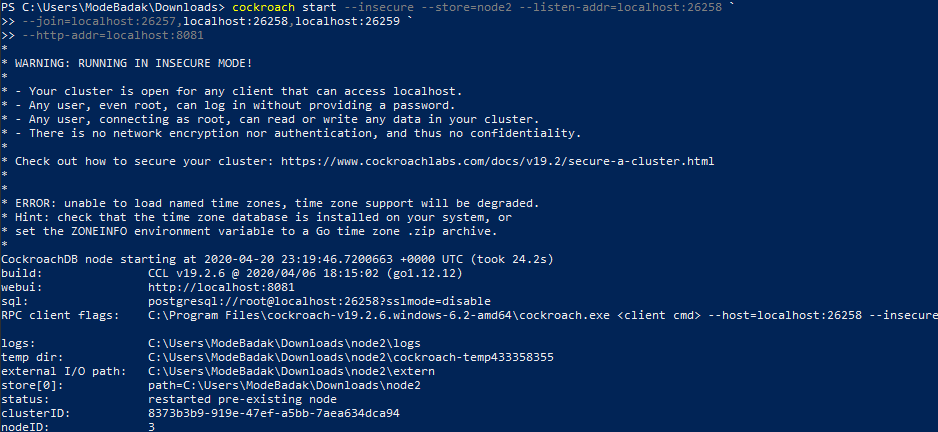 PS C:\Users\ModeBadak\Downloads> cockroach start --insecure --store=node2 --listen-addr=localhost:26258 `
>> --join=localhost:26257,localhost:26258,localhost:26259 `
>> --http-addr=localhost:8081
*
* WARNING: RUNNING IN INSECURE MODE!
*
* - Your cluster is open for any client that can access localhost.
* - Any user, even root, can log in without providing a password.
* - Any user, connecting as root, can read or write any data in your cluster.
* - There is no network encryption nor authentication, and thus no confidentiality.
*
* Check out how to secure your cluster: https://www.cockroachlabs.com/docs/v19.2/secure-a-cluster.html
*
*
* ERROR: unable to load named time zones, time zone support will be degraded.
* Hint: check that the time zone database is installed on your system, or
* set the ZONEINFO environment variable to a Go time zone .zip archive.
*
CockroachDB node starting at 2020-04-20 23:19:46.7200663 +0000 UTC (took 24.2s)
build: CCL v19.2.6 @ 2020/04/06 18:15:02 (go1.12.12)
webui: http://localhost:8081
sql: postgresql://root@localhost:26258?sslmode=disable
RPC client flags: C:\Program Files\cockroach-v19.2.6.windows-6.2-amd64\cockroach.exe <client cmd> --host=localhost:26258 --insecure
logs: C:\Users\ModeBadak\Downloads\node2\logs
temp dir: C:\Users\ModeBadak\Downloads\node2\cockroach-temp433358355
external I/O path: C:\Users\ModeBadak\Downloads\node2\extern
store[0]: path=C:\Users\ModeBadak\Downloads\node2
status: restarted pre-existing node
clusterID: 8373b3b9-919e-47ef-a5bb-7aea634dca94
nodeID: 3